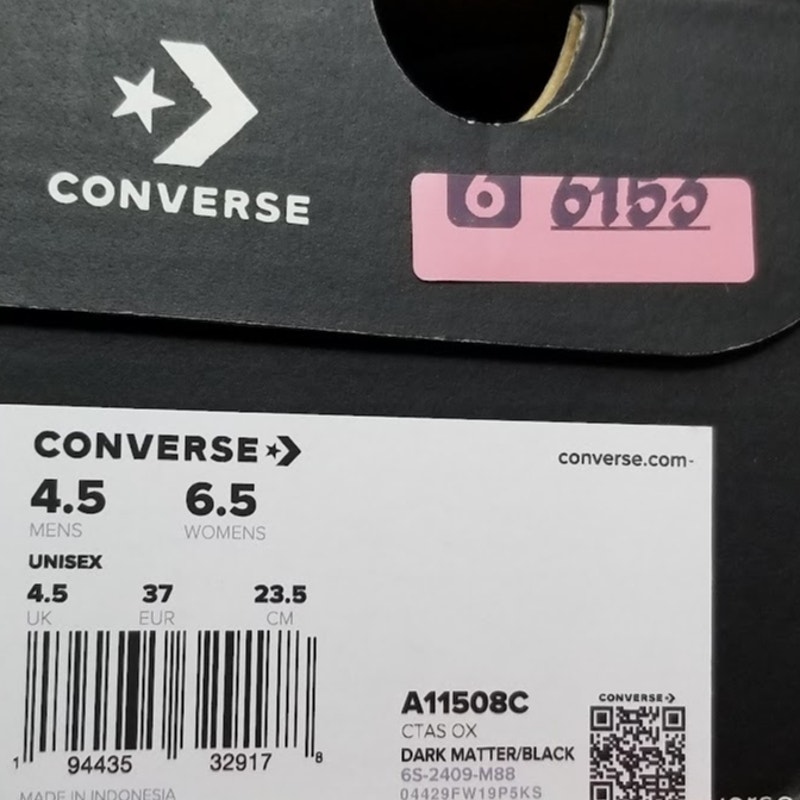 CONVERSE
6 6153
CONVERSE
converse.com-
4.5 6.5
MENS WOMENS
UNISEX
4.5 37 23.5
UK EUR CM
1 94435 32917 8
MADE IN INDONESIA
CONVERSE
A11508C
CTAS OX
DARK MATTER/BLACK
6S-2409-M88
04429FW19P5KS